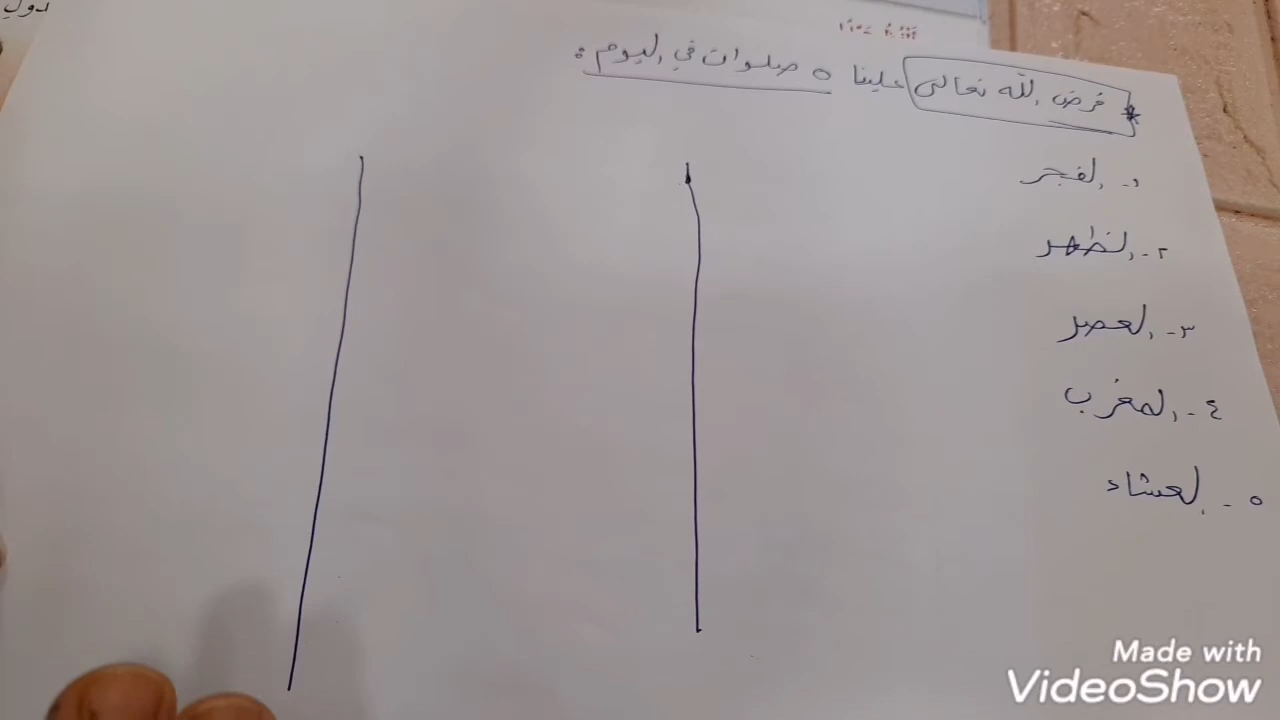 * فرض الله تعالى علينا ٥ صلوات في اليوم :
١- الفجر
٢- الظهر
٣- العصر
٤- المغرب
٥- العشاء
Made with
VideoShow